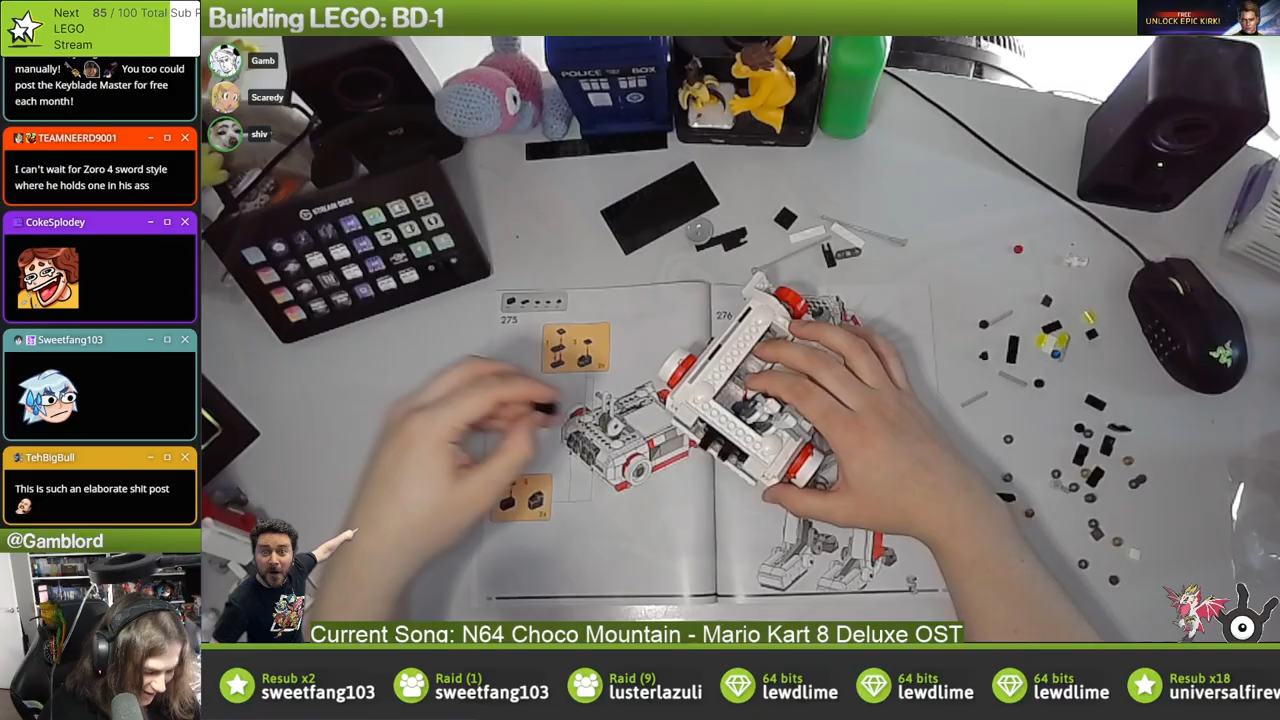 Next 85 / 100 Total Sub
LEGO
Stream
Building LEGO: BD-1
FREE
UNLOCK EPIC KIRK!
manually! You too could
post the Keyblade Master for free
each month!
TEAMNEERD9001
I can't wait for Zoro 4 sword style
where he holds one in his ass
CokeSplodey
Sweetfang103
TehBigBull
This is such an elaborate shit post
@Gamblord
Gamb
Scaredy
shiv
POLICE BOX
STREAM DECK
logi
275
276
Current Song: N64 Choco Mountain - Mario Kart 8 Deluxe OST
Resub x2
sweetfang103
Raid (1)
sweetfang103
Raid (9)
lusterlazuli
64 bits
lewdlime
64 bits
lewdlime
64 bits
lewdlime
Resub x18
universalfirew